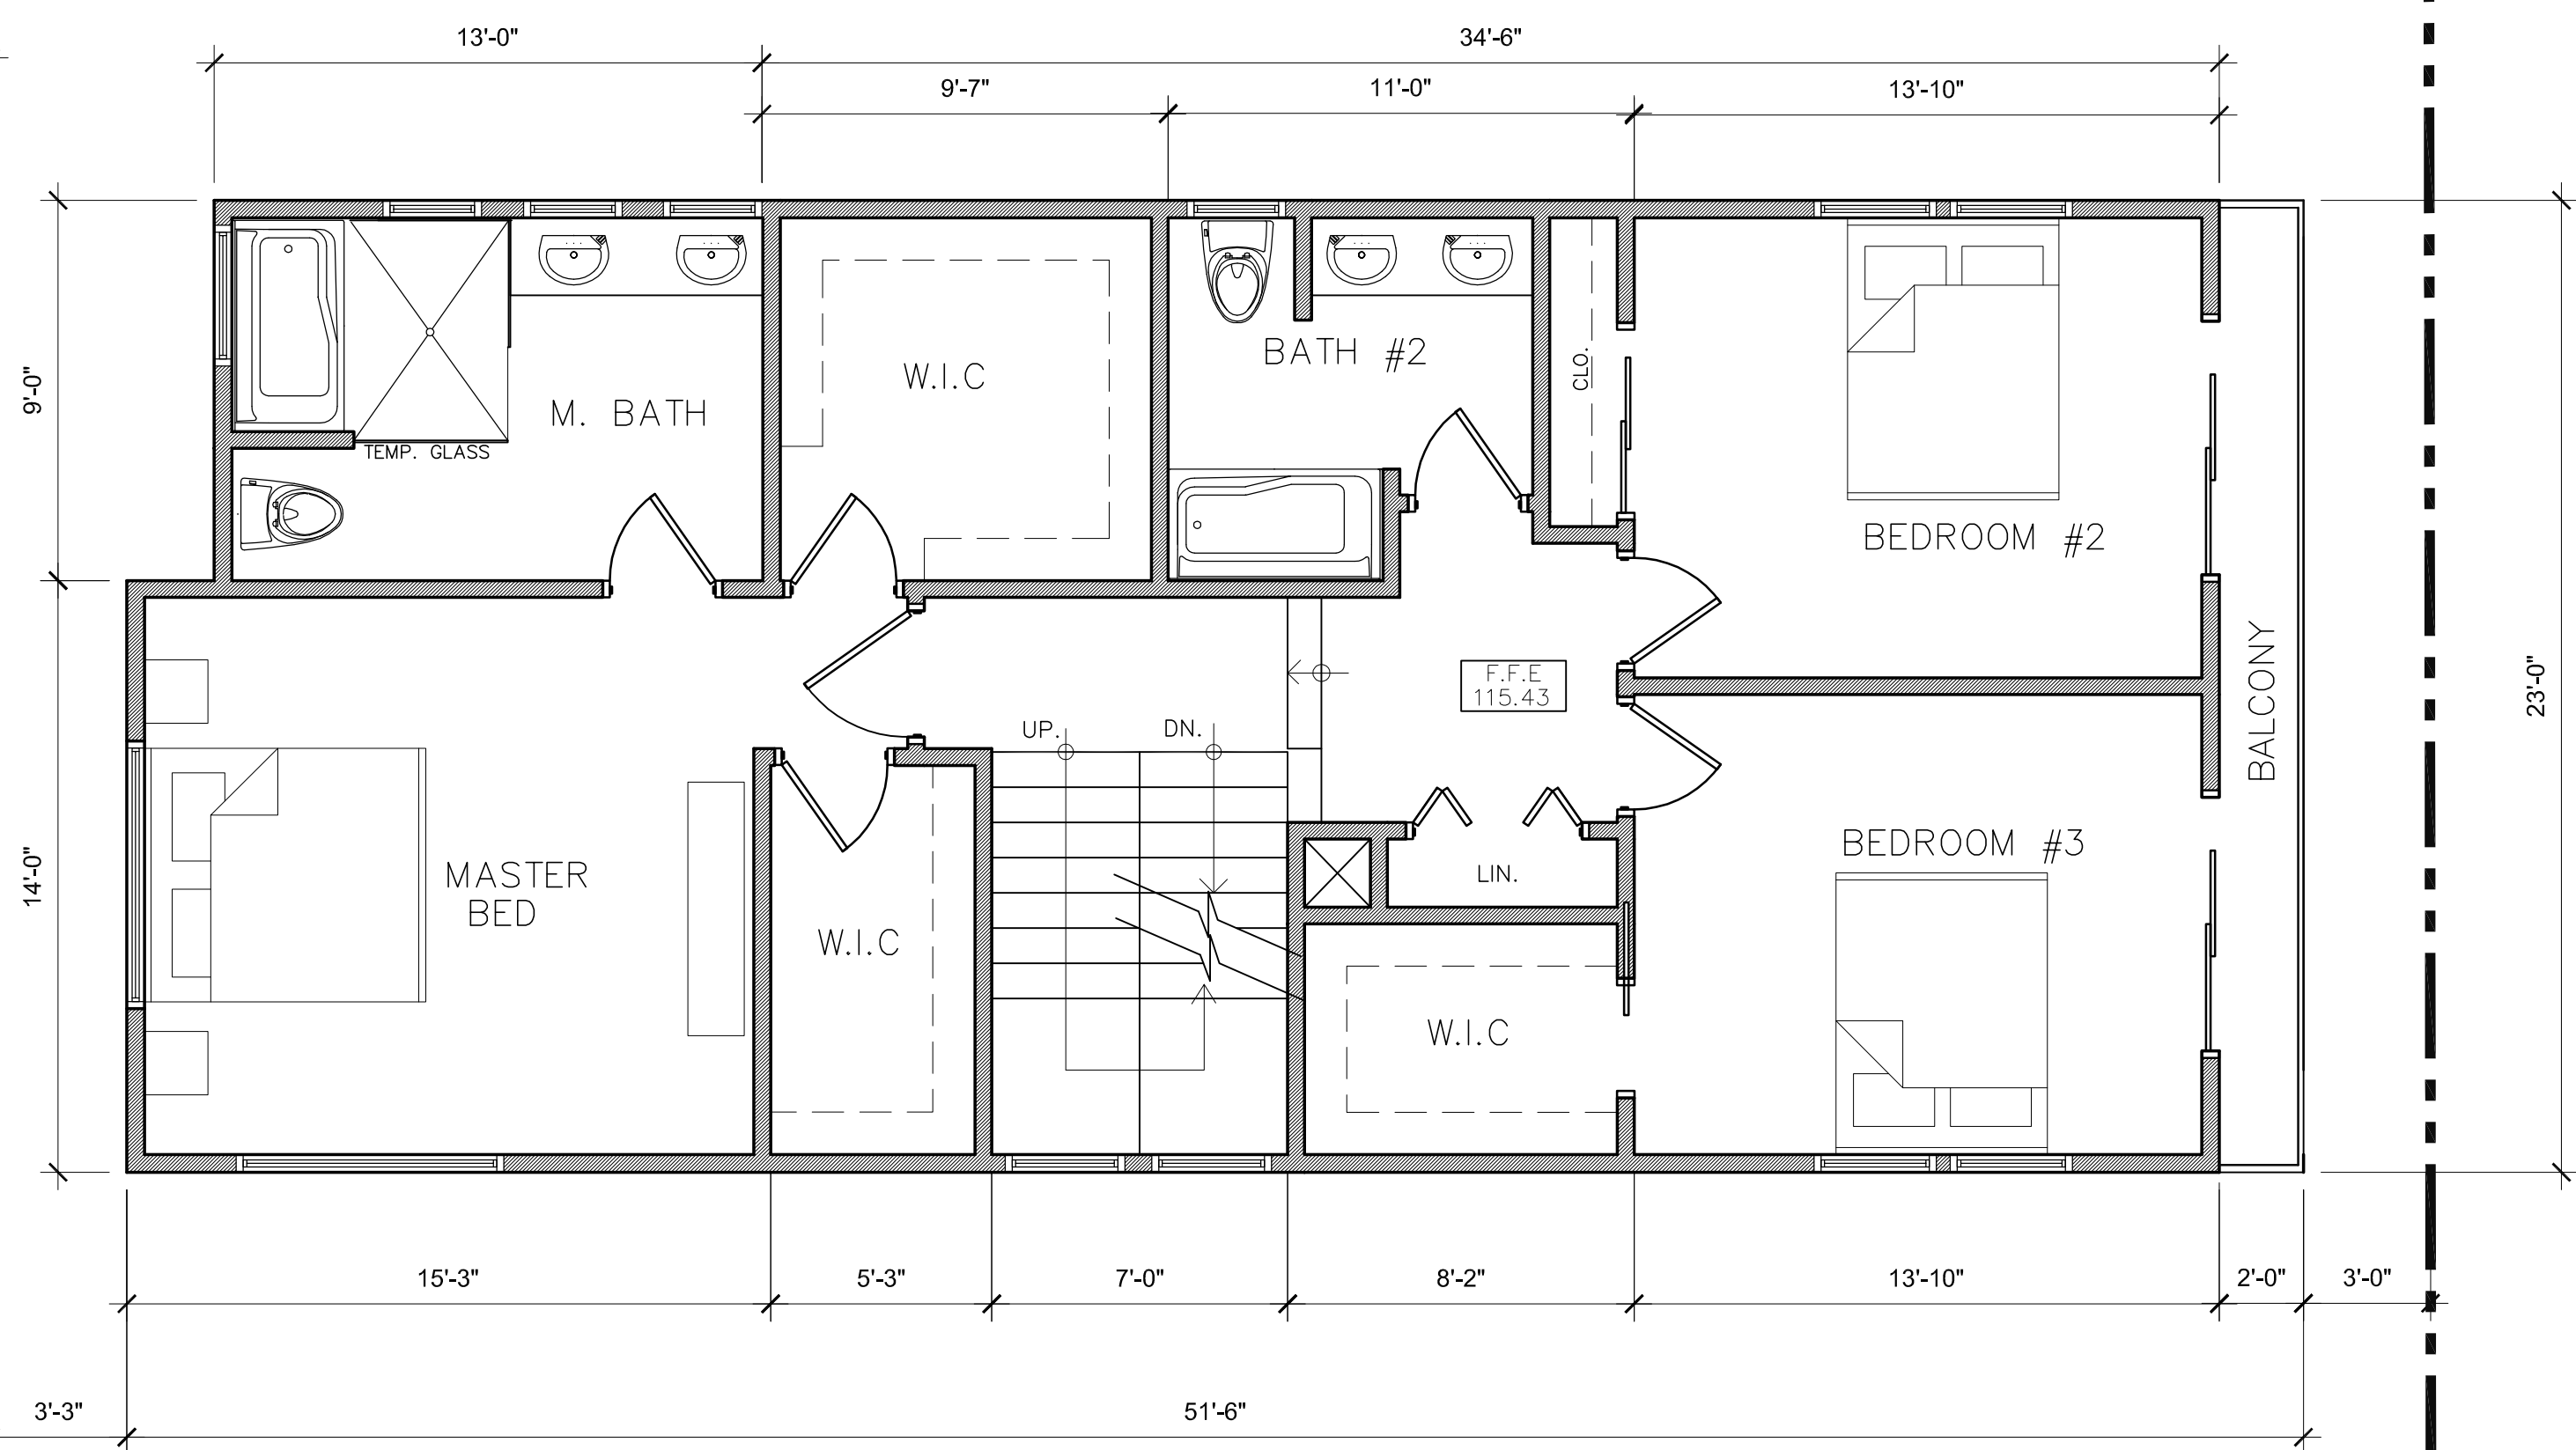 13'-0"
34'-6"
9'-7"
11'-0"
13'-10"
9'-0"
14'-0"
M. BATH
TEMP. GLASS
W.I.C
BATH #2
CLO.
BEDROOM #2
BALCONY
23'-0"
F.F.E
115.43
UP.
DN.
MASTER
BED
W.I.C
LIN.
W.I.C
BEDROOM #3
15'-3"
5'-3"
7'-0"
8'-2"
13'-10"
2'-0"
3'-0"
3'-3"
51'-6"